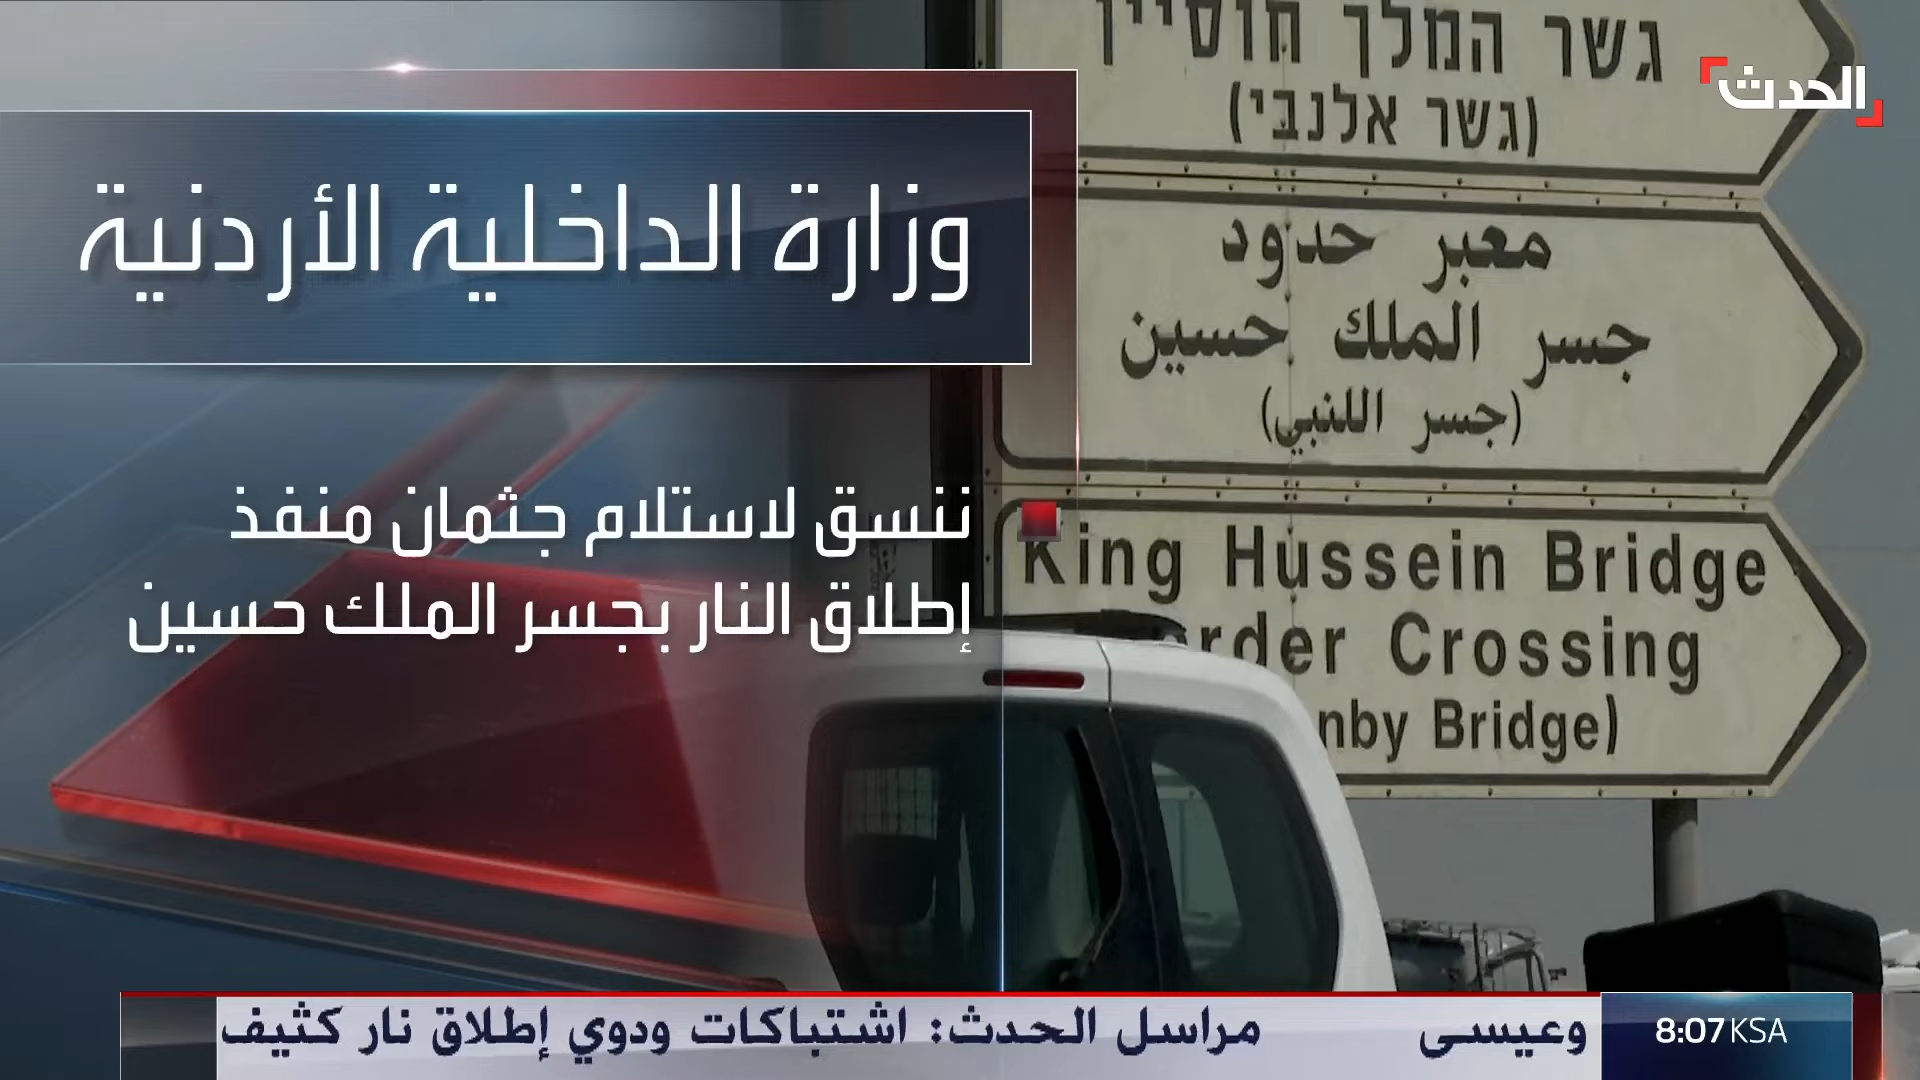 الحدث
وزارة الداخلية الأردنية
ننسق لاستلام جثمان منفذ
إطلاق النار بجسر الملك حسين
גשר המלך חוסיין
(גשר אלנבי)
معبر حدود
جسر الملك حسين
(جسر اللنبي)
King Hussein Bridge
Crossing
Bridge)
وعيسى مراسل الحدث: اشتباكات ودوي إطلاق نار كثيف
8:07 KSA